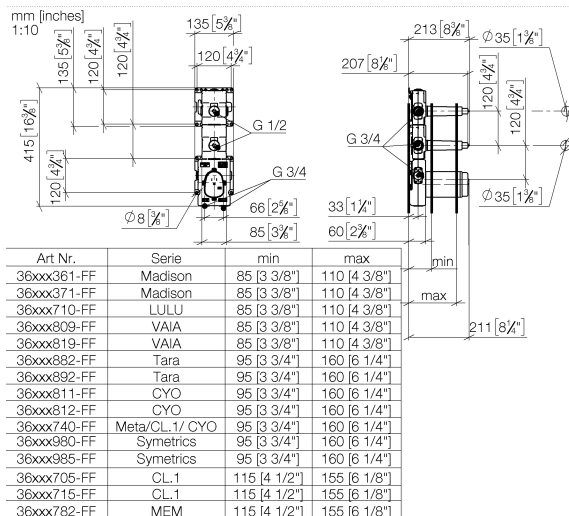 mm [inches]
1:10
135 [5⅜"]
120 [4¾"]
120 [4¾"]
135 [5⅜"]
120 [4¾"]
415 [16⅜"]
120 [4¾"]
G 1/2
G 3/4
Ø 8 [⅜"]
66 [2⅝"]
85 [3⅜"]
213 [8⅜"]
207 [8⅛"]
Ø 35 [1⅜"]
120 [4¾"]
120 [4¾"]
G 3/4
Ø 35 [1⅜"]
33 [1¼"]
60 [2⅜"]
min
max
211 [8¼"]
Art Nr. Serie min max
36xxx361-FF Madison 85 [3 3/8"] 110 [4 3/8"]
36xxx371-FF Madison 85 [3 3/8"] 110 [4 3/8"]
36xxx710-FF LULU 85 [3 3/8"] 110 [4 3/8"]
36xxx809-FF VAIA 85 [3 3/8"] 110 [4 3/8"]
36xxx819-FF VAIA 85 [3 3/8"] 110 [4 3/8"]
36xxx882-FF Tara 95 [3 3/4"] 160 [6 1/4"]
36xxx892-FF Tara 95 [3 3/4"] 160 [6 1/4"]
36xxx811-FF CYO 95 [3 3/4"] 160 [6 1/4"]
36xxx812-FF CYO 95 [3 3/4"] 160 [6 1/4"]
36xxx740-FF Meta/CL.1/ CYO 95 [3 3/4"] 160 [6 1/4"]
36xxx980-FF Symetrics 95 [3 3/4"] 160 [6 1/4"]
36xxx985-FF Symetrics 95 [3 3/4"] 160 [6 1/4"]
36xxx705-FF CL.1 115 [4 1/2"] 155 [6 1/8"]
36xxx715-FF CL.1 115 [4 1/2"] 155 [6 1/8"]
36xxx782-FF MEM 115 [4 1/2"] 155 [6 1/8"]